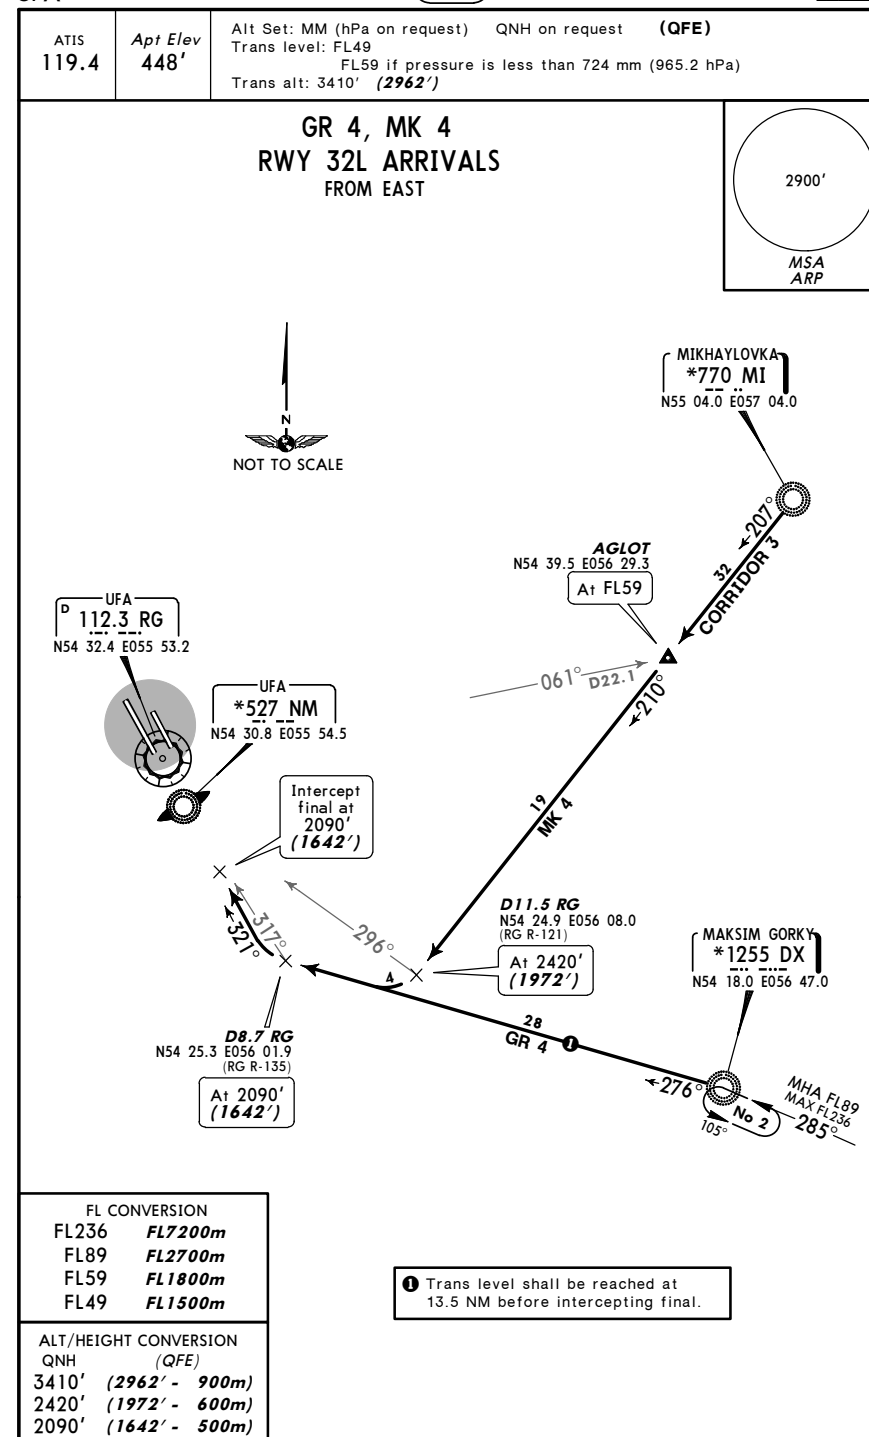 ATIS
119.4
Apt Elev
448'
Alt Set: MM (hPa on request) QNH on request (QFE)
Trans level: FL49
FL59 if pressure is less than 724 mm (965.2 hPa)
Trans alt: 3410' (2962')
GR 4, MK 4
RWY 32L ARRIVALS
FROM EAST
2900'
MSA
ARP
N
NOT TO SCALE
MIKHAYLOVKA
*770 MI
N55 04.0 E057 04.0
207°
32
CORRIDOR 3
AGLOT
N54 39.5 E056 29.3
At FL59
061° D22.1
210°
19
MK 4
UFA
D 112.3 RG
N54 32.4 E055 53.2
UFA
*527 NM
N54 30.8 E055 54.5
Intercept
final at
2090'
(1642')
317°
321°
296°
4
D11.5 RG
N54 24.9 E056 08.0
(RG R-121)
At 2420'
(1972')
MAKSIM GORKY
*1255 DX
N54 18.0 E056 47.0
D8.7 RG
N54 25.3 E056 01.9
(RG R-135)
At 2090'
(1642')
28
GR 4
1
276°
No 2
105°
MHA FL89
MAX FL236
285°
FL CONVERSION
FL236 FL7200m
FL89 FL2700m
FL59 FL1800m
FL49 FL1500m
1 Trans level shall be reached at
13.5 NM before intercepting final.
ALT/HEIGHT CONVERSION
QNH (QFE)
3410' (2962' - 900m)
2420' (1972' - 600m)
2090' (1642' - 500m)